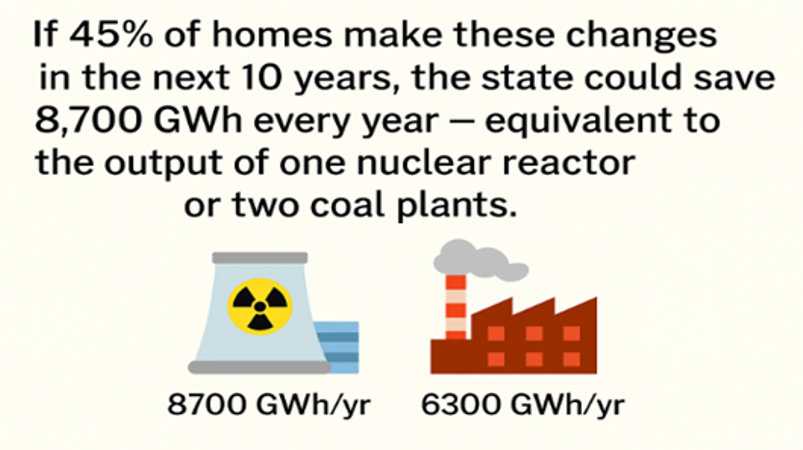 If 45% of homes make these changes
in the next 10 years, the state could save
8,700 GWh every year – equivalent to
the output of one nuclear reactor
or two coal plants.
8700 GWh/yr
6300 GWh/yr